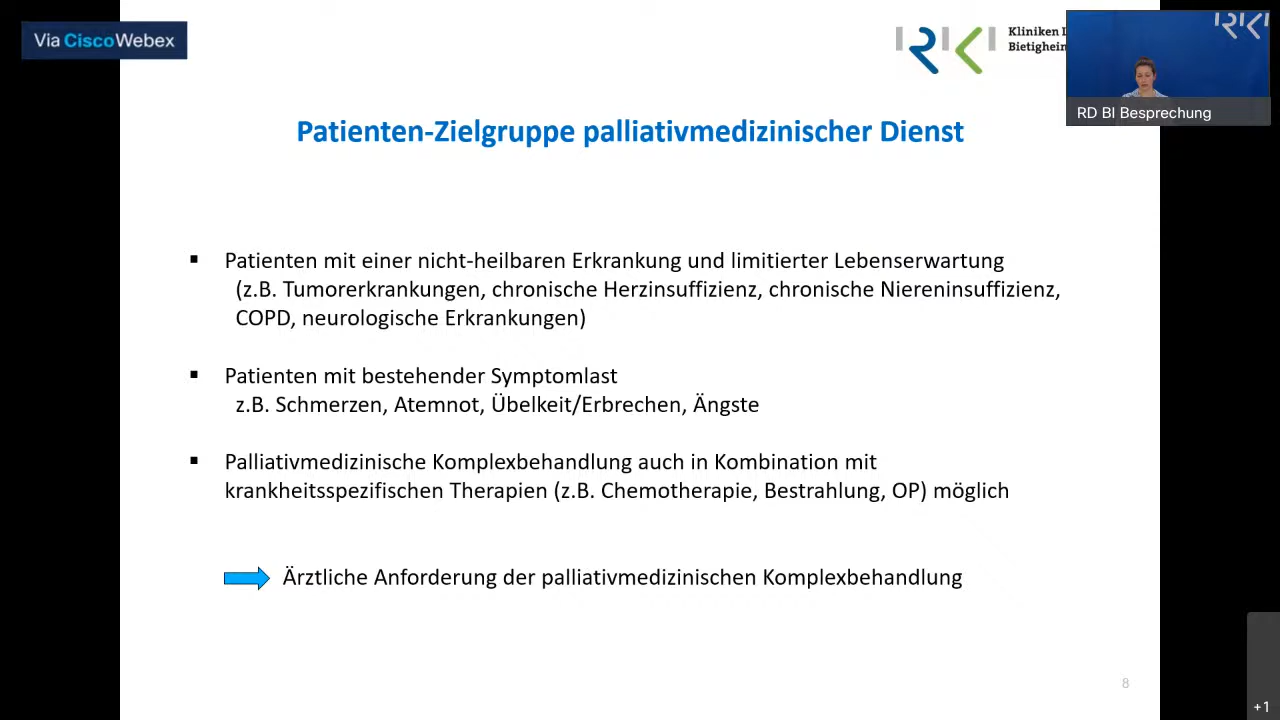 Via CiscoWebex
Kliniken
Bietigheim
RD BI Besprechung
Patienten-Zielgruppe palliativmedizinischer Dienst
▪ Patienten mit einer nicht-heilbaren Erkrankung und limitierter Lebenserwartung
(z.B. Tumorerkrankungen, chronische Herzinsuffizienz, chronische Niereninsuffizienz,
COPD, neurologische Erkrankungen)
▪ Patienten mit bestehender Symptomlast
z.B. Schmerzen, Atemnot, Übelkeit/Erbrechen, Ängste
▪ Palliativmedizinische Komplexbehandlung auch in Kombination mit
krankheitsspezifischen Therapien (z.B. Chemotherapie, Bestrahlung, OP) möglich
Ärztliche Anforderung der palliativmedizinischen Komplexbehandlung
8
+1